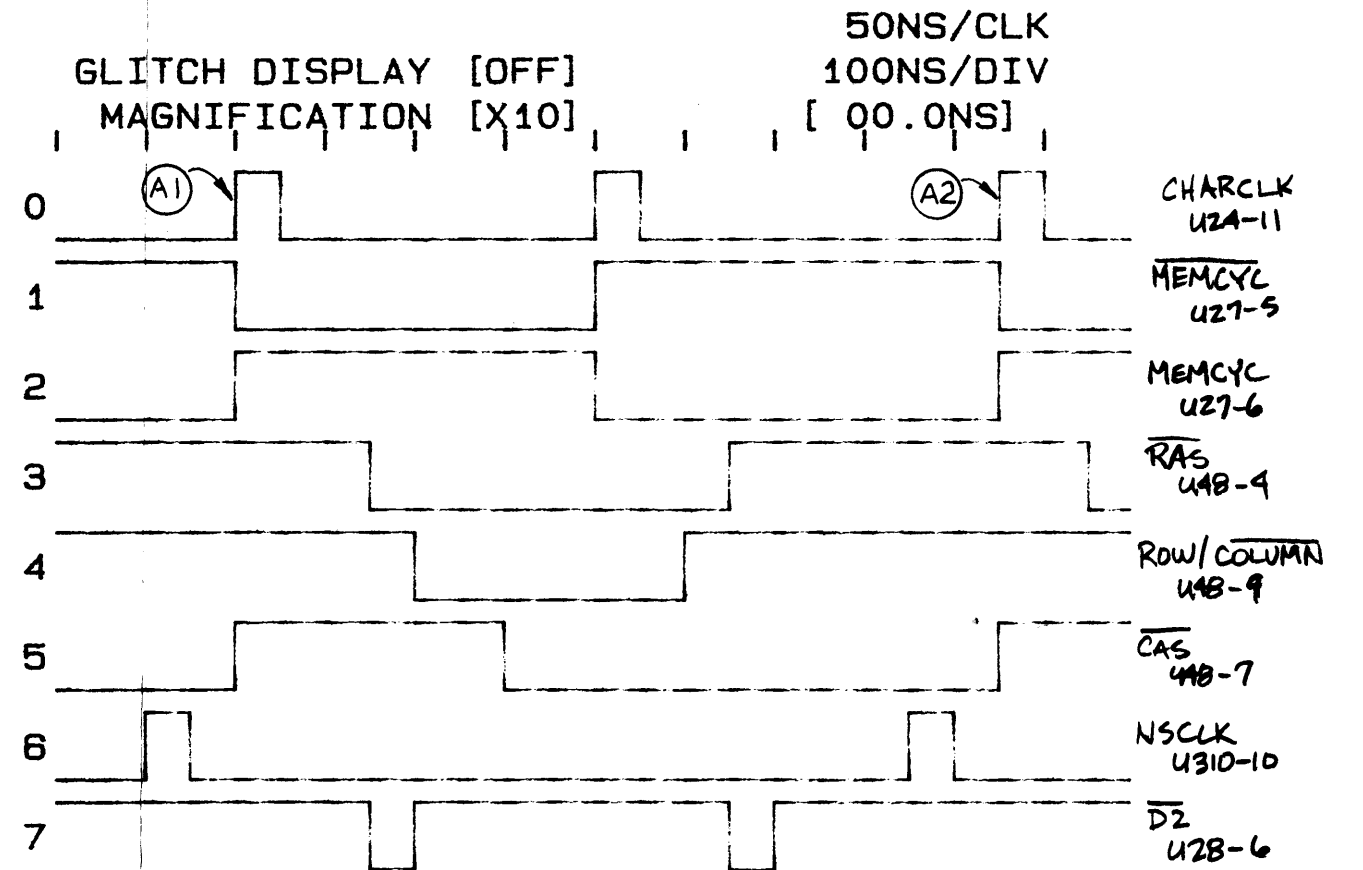 50NS/CLK
GLITCH DISPLAY [OFF] 100NS/DIV
MAGNIFICATION [X10] [ 00.0NS]
A1
A2
0 CHARCLK
U24-11
1 MEMCYC
U27-5
2 MEMCYC
U27-6
3 RAS
U48-4
4 ROW/COLUMN
U48-9
5 CAS
U48-7
6 NSCLK
U310-10
7 D2
U28-6